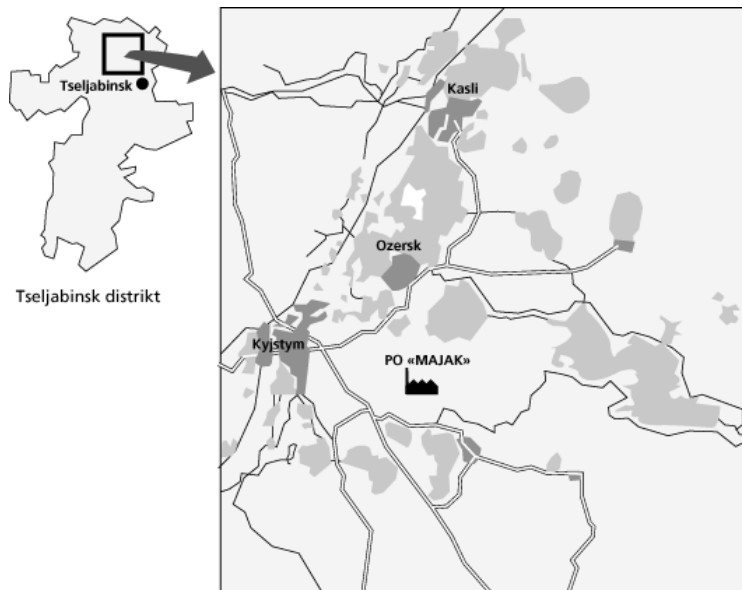 Tseljabinsk
Tseljabinsk distrikt
Kasli
Ozersk
Kyjstym
PO «MAJAK»